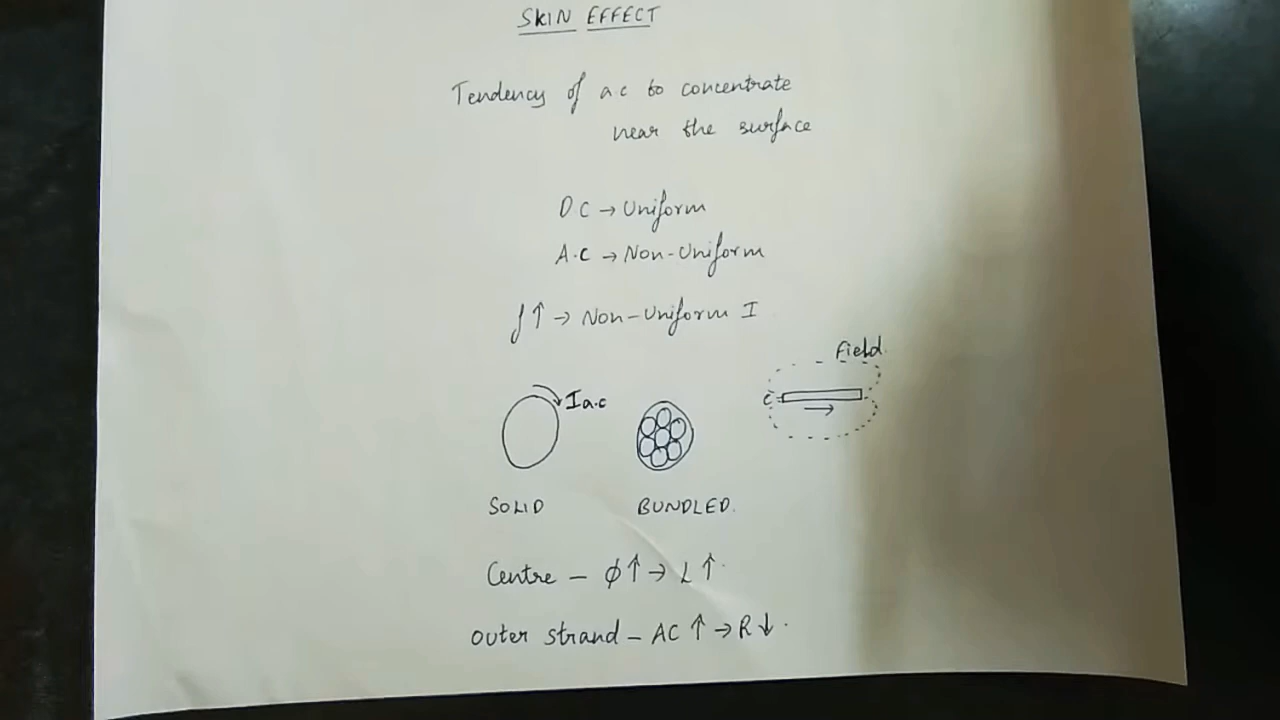 SKIN EFFECT
Tendency of a.c to concentrate
near the surface
DC → Uniform
A.C → Non-Uniform
f↑ → Non-Uniform I
Field.
I a.c
SOLID
BUNDLED.
Centre – φ↑ → L↑.
outer strand – AC ↑ → R↓.